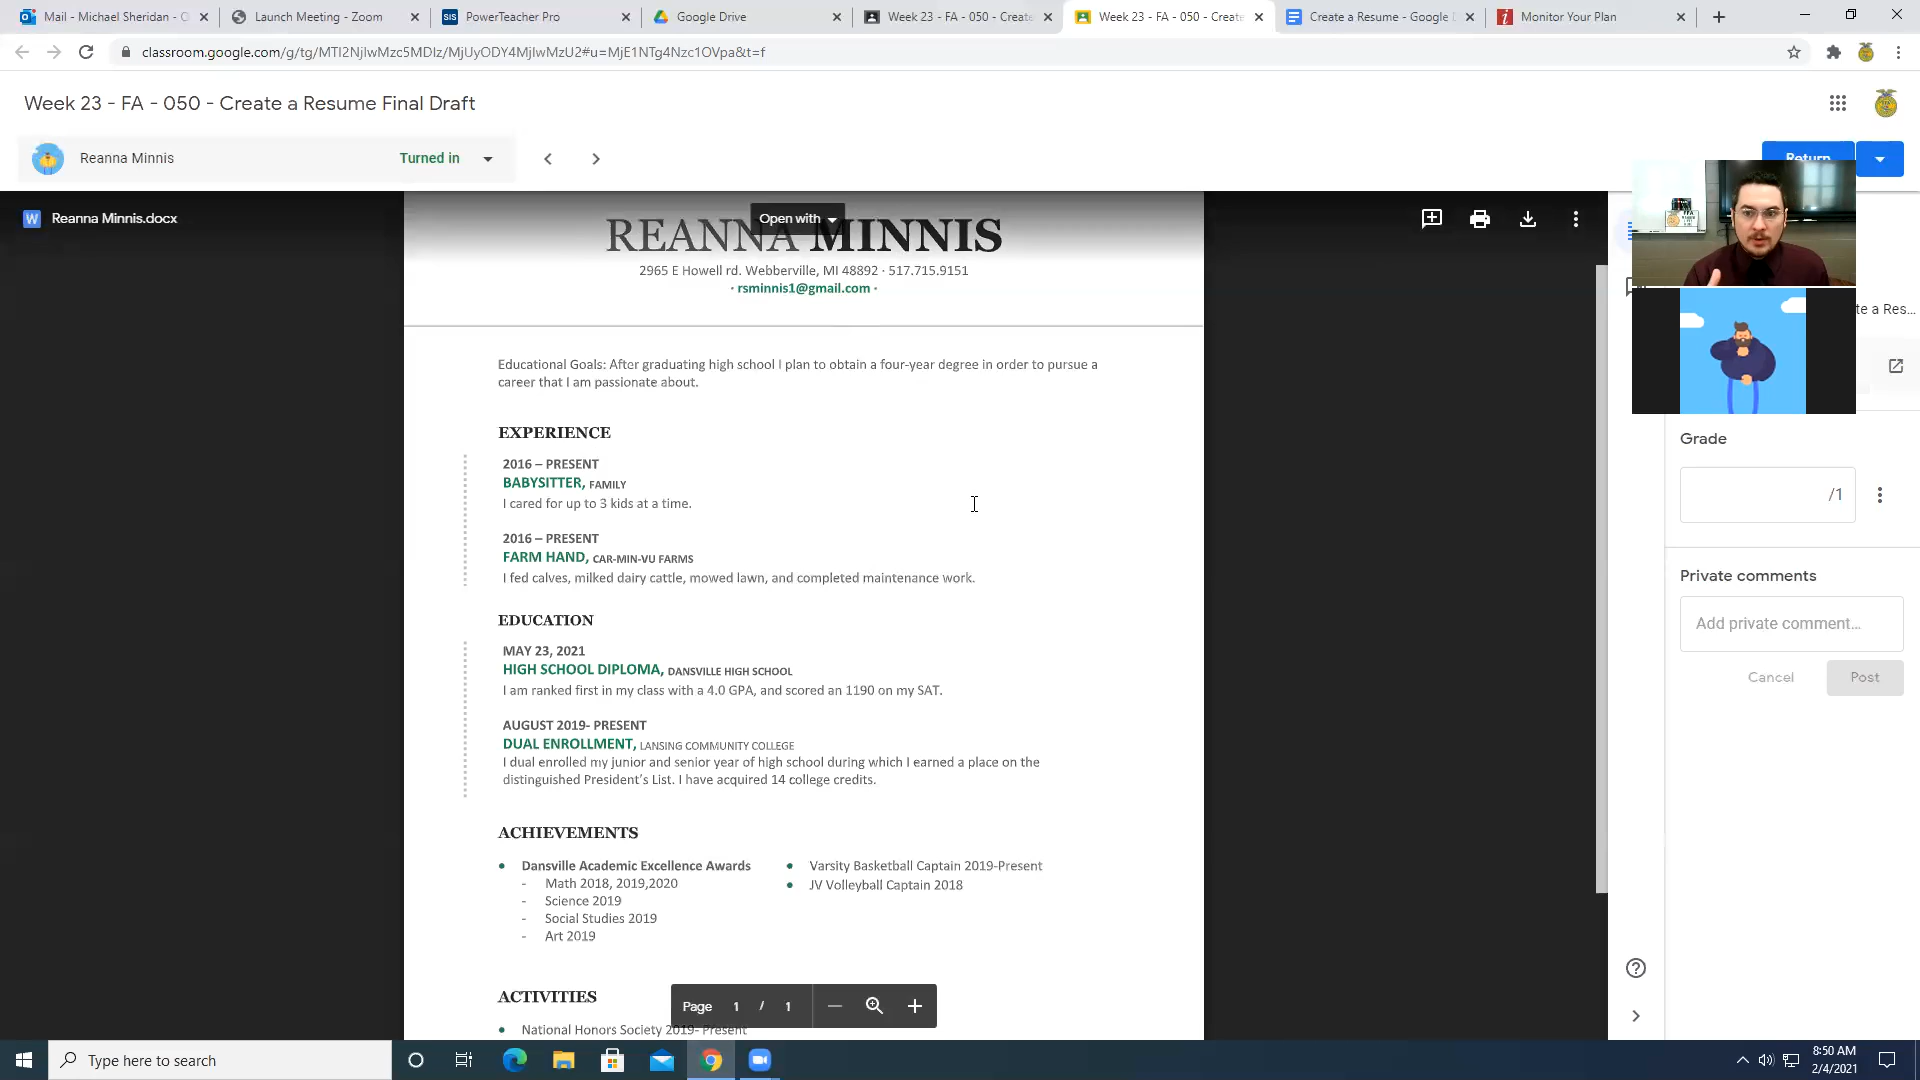 Mail - Michael Sheridan - O
Launch Meeting - Zoom
SIS PowerTeacher Pro
Google Drive
Week 23 - FA - 050 - Create
Week 23 - FA - 050 - Create
Create a Resume - Google D
Monitor Your Plan
classroom.google.com/g/tg/MTI2NjIwMzc5MDIz/MjUyODY4MjIwMzU2#u=MjE1NTg4Nzc1OVpa&t=f
Week 23 - FA - 050 - Create a Resume Final Draft
Reanna Minnis
Turned in
Return
W Reanna Minnis.docx
Open with
REANNA MINNIS
2965 E Howell rd. Webberville, MI 48892 · 517.715.9151
· rsminnis1@gmail.com ·
te a Res...
Educational Goals: After graduating high school I plan to obtain a four-year degree in order to pursue a
career that I am passionate about.
EXPERIENCE
2016 – PRESENT
BABYSITTER, FAMILY
I cared for up to 3 kids at a time.
2016 – PRESENT
FARM HAND, CAR-MIN-VU FARMS
I fed calves, milked dairy cattle, mowed lawn, and completed maintenance work.
EDUCATION
MAY 23, 2021
HIGH SCHOOL DIPLOMA, DANSVILLE HIGH SCHOOL
I am ranked first in my class with a 4.0 GPA, and scored an 1190 on my SAT.
AUGUST 2019- PRESENT
DUAL ENROLLMENT, LANSING COMMUNITY COLLEGE
I dual enrolled my junior and senior year of high school during which I earned a place on the
distinguished President's List. I have acquired 14 college credits.
ACHIEVEMENTS
• Dansville Academic Excellence Awards
- Math 2018, 2019,2020
- Science 2019
- Social Studies 2019
- Art 2019
• Varsity Basketball Captain 2019-Present
• JV Volleyball Captain 2018
ACTIVITIES
• National Honors Society 2019- Present
Page 1 / 1
Grade
/1
Private comments
Add private comment...
Cancel
Post
Type here to search
8:50 AM
2/4/2021